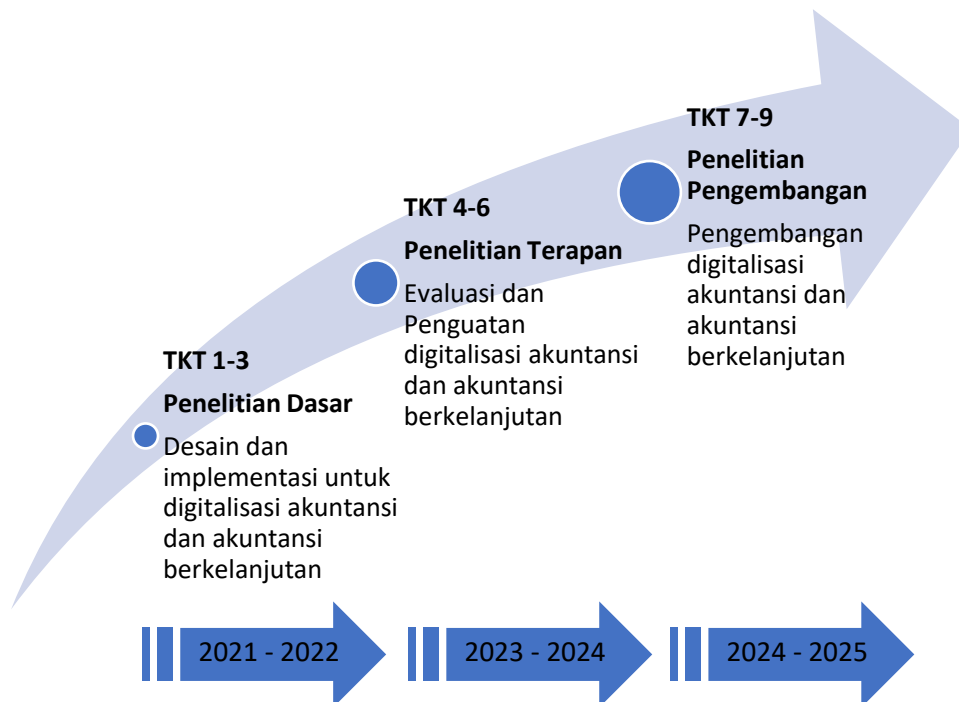 TKT 1-3
Penelitian Dasar
Desain dan
implementasi untuk
digitalisasi akuntansi
dan akuntansi
berkelanjutan
TKT 4-6
Penelitian Terapan
Evaluasi dan
Penguatan
digitalisasi akuntansi
dan akuntansi
berkelanjutan
TKT 7-9
Penelitian
Pengembangan
Pengembangan
digitalisasi
akuntansi dan
akuntansi
berkelanjutan
2021 - 2022
2023 - 2024
2024 - 2025